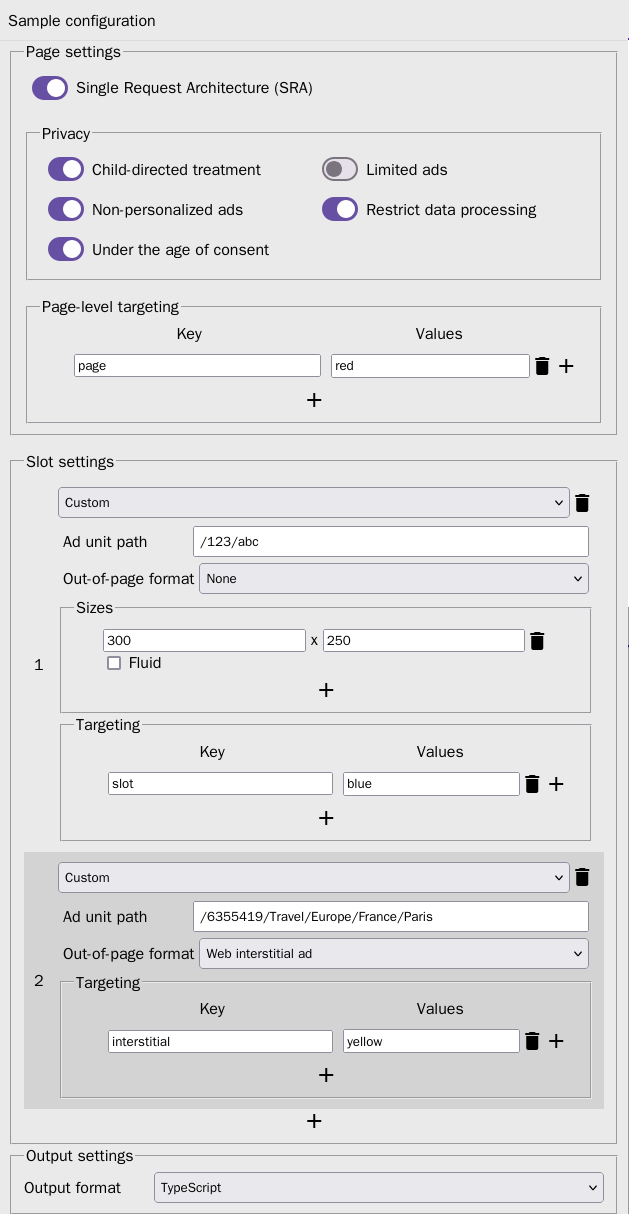 Sample configuration
Page settings
Single Request Architecture (SRA)
Privacy
Child-directed treatment
Limited ads
Non-personalized ads
Restrict data processing
Under the age of consent
Page-level targeting
Key Values
page red
Slot settings
1
Custom
Ad unit path /123/abc
Out-of-page format None
Sizes
300 x 250
Fluid
Targeting
Key Values
slot blue
2
Custom
Ad unit path /6355419/Travel/Europe/France/Paris
Out-of-page format Web interstitial ad
Targeting
Key Values
interstitial yellow
Output settings
Output format TypeScript